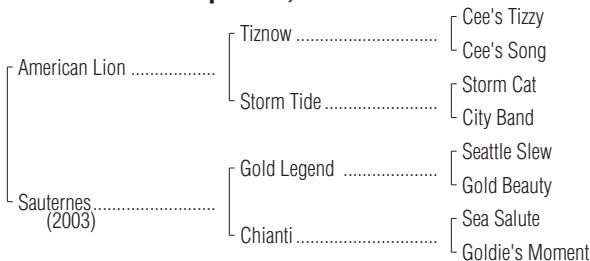 Cee's Tizzy
Tiznow
Cee's Song
American Lion
Storm Cat
Storm Tide
City Band
Seattle Slew
Gold Legend
Gold Beauty
Sauternes
(2003)
Sea Salute
Chianti
Goldie's Moment